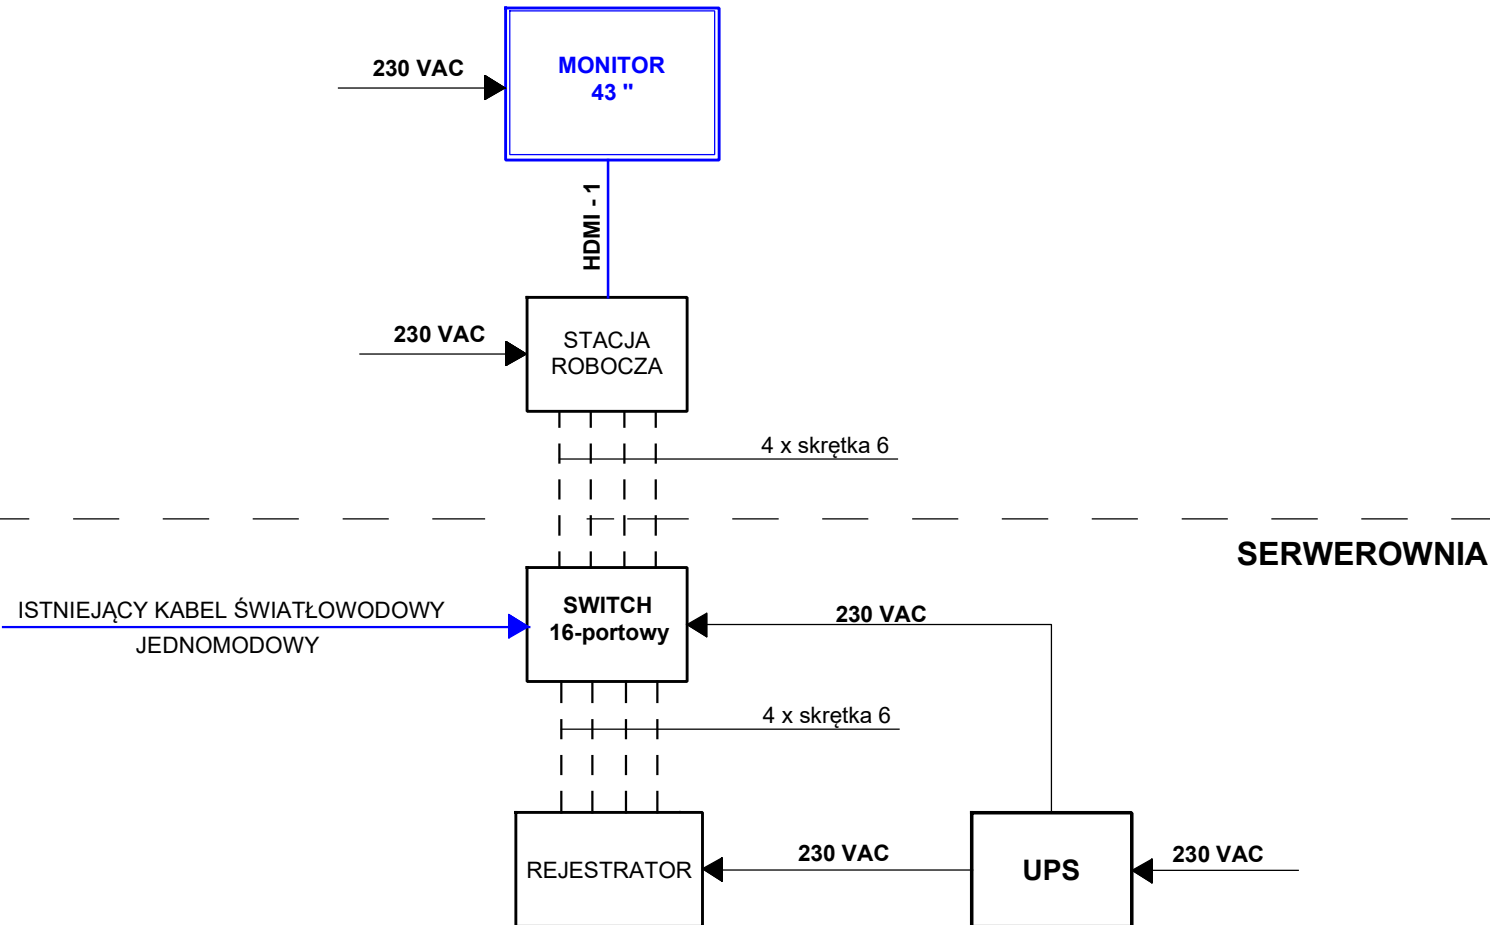 230 VAC
MONITOR
43 "
HDMI - 1
230 VAC
STACJA
ROBOCZA
4 x skrętka 6
SERWEROWNIA
ISTNIEJĄCY KABEL ŚWIATŁOWODOWY
JEDNOMODOWY
SWITCH
16-portowy
230 VAC
4 x skrętka 6
REJESTRATOR
230 VAC
UPS
230 VAC